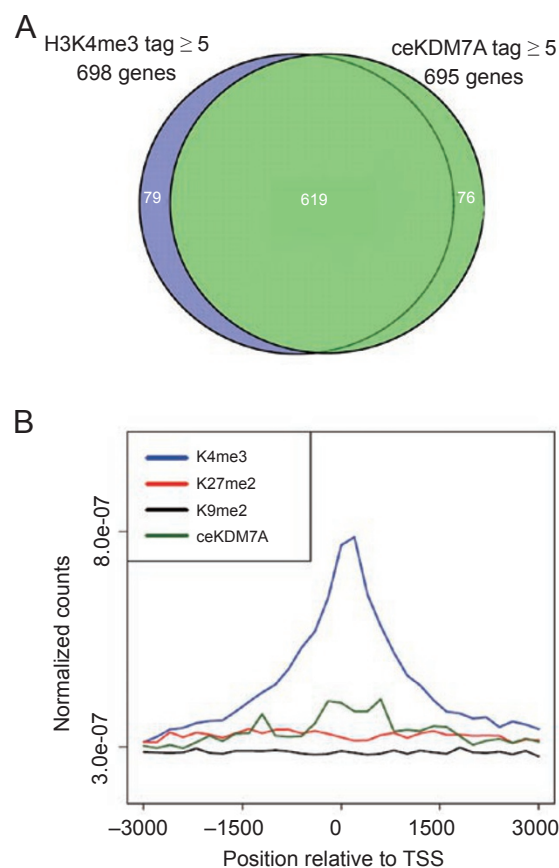 A
H3K4me3 tag ≥ 5
698 genes
ceKDM7A tag ≥ 5
695 genes
79
619
76
B
K4me3
K27me2
K9me2
ceKDM7A
Normalized counts
8.0e-07
3.0e-07
–3000 –1500 0 1500 3000
Position relative to TSS